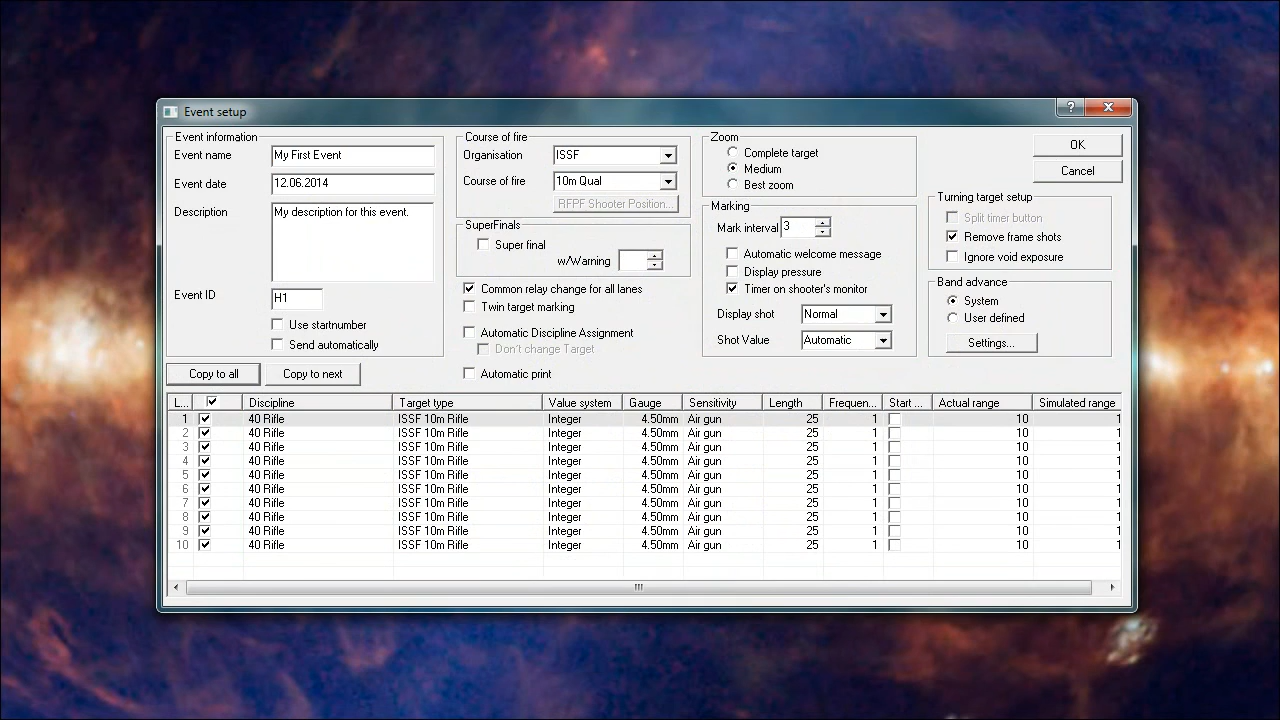 Event setup
Event information
Event name My First Event
Event date 12.06.2014
Description My description for this event.
Event ID H1
Use startnumber
Send automatically
Copy to all Copy to next
Course of fire
Organisation ISSF
Course of fire 10m Qual
RFPF Shooter Position...
SuperFinals
Super final
w/Warning
Common relay change for all lanes
Twin target marking
Automatic Discipline Assignment
Don't change Target
Automatic print
Zoom
Complete target
Medium
Best zoom
Marking
Mark interval 3
Automatic welcome message
Display pressure
Timer on shooter's monitor
Display shot Normal
Shot Value Automatic
?
OK
Cancel
Turning target setup
Split timer button
Remove frame shots
Ignore void exposure
Band advance
System
User defined
Settings...
L... Discipline Target type Value system Gauge Sensitivity Length Frequen... Start ... Actual range Simulated range
1 40 Rifle ISSF 10m Rifle Integer 4.50mm Air gun 25 1 10 1
2 40 Rifle ISSF 10m Rifle Integer 4.50mm Air gun 25 1 10 1
3 40 Rifle ISSF 10m Rifle Integer 4.50mm Air gun 25 1 10 1
4 40 Rifle ISSF 10m Rifle Integer 4.50mm Air gun 25 1 10 1
5 40 Rifle ISSF 10m Rifle Integer 4.50mm Air gun 25 1 10 1
6 40 Rifle ISSF 10m Rifle Integer 4.50mm Air gun 25 1 10 1
7 40 Rifle ISSF 10m Rifle Integer 4.50mm Air gun 25 1 10 1
8 40 Rifle ISSF 10m Rifle Integer 4.50mm Air gun 25 1 10 1
9 40 Rifle ISSF 10m Rifle Integer 4.50mm Air gun 25 1 10 1
10 40 Rifle ISSF 10m Rifle Integer 4.50mm Air gun 25 1 10 1